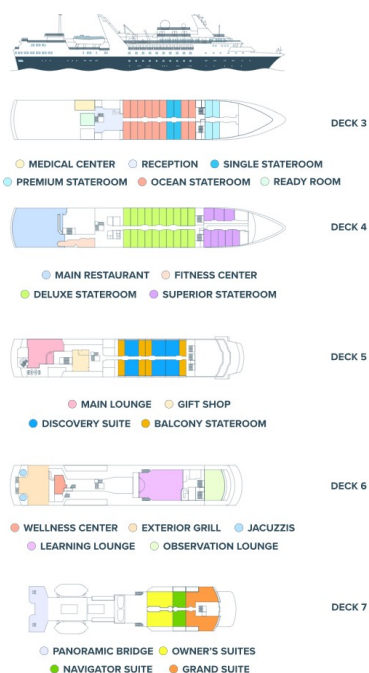 DECK 3
MEDICAL CENTER RECEPTION SINGLE STATEROOM
PREMIUM STATEROOM OCEAN STATEROOM READY ROOM
DECK 4
MAIN RESTAURANT FITNESS CENTER
DELUXE STATEROOM SUPERIOR STATEROOM
DECK 5
MAIN LOUNGE GIFT SHOP
DISCOVERY SUITE BALCONY STATEROOM
DECK 6
WELLNESS CENTER EXTERIOR GRILL JACUZZIS
LEARNING LOUNGE OBSERVATION LOUNGE
DECK 7
PANORAMIC BRIDGE OWNER'S SUITES
NAVIGATOR SUITE GRAND SUITE